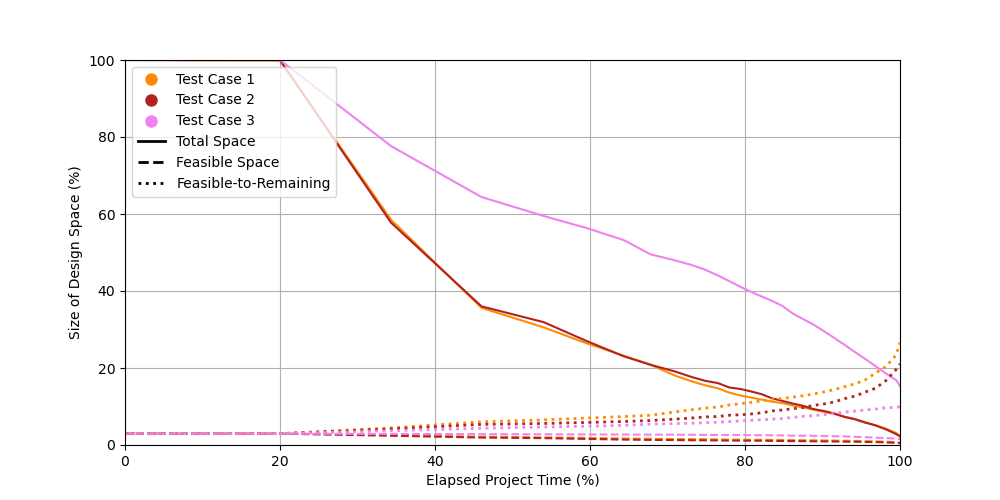 100
80
60
40
20
0
Size of Design Space (%)
Test Case 1
Test Case 2
Test Case 3
Total Space
Feasible Space
Feasible-to-Remaining
0 20 40 60 80 100
Elapsed Project Time (%)